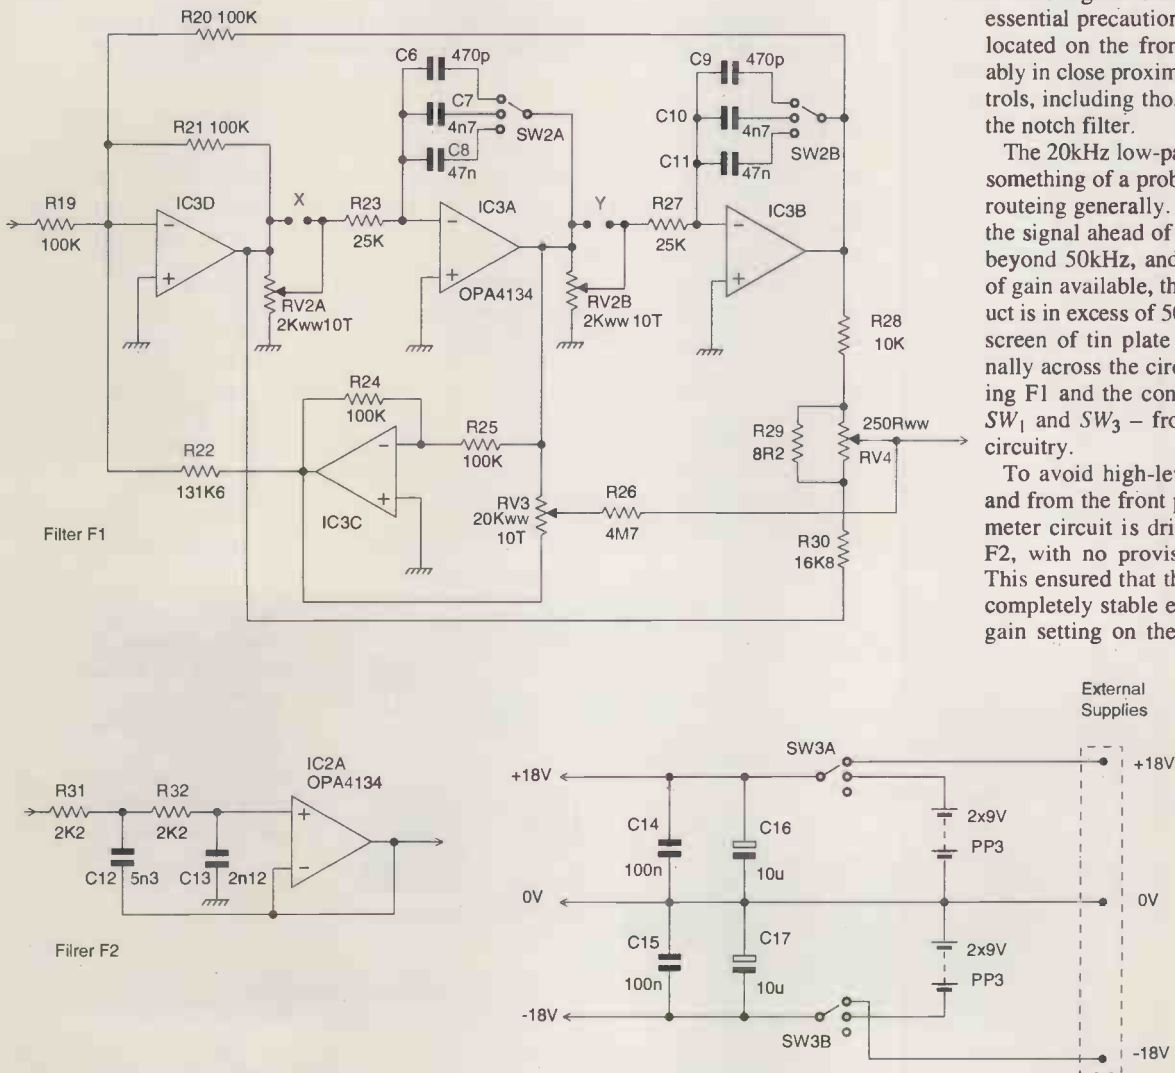 R20 100K
C6
470p
C7
4n7
C8
47n
SW2A
C9
470p
C10
4n7
C11
47n
SW2B
R21 100K
R19
100K
IC3D
X
R23
25K
IC3A
OPA4134
Y
R27
25K
IC3B
RV2A
2Kww10T
RV2B
2Kww 10T
R28
10K
R24
100K
R25
100K
R29
8R2
250Rww
RV4
R22
131K6
IC3C
RV3
20Kww
10T
R26
4M7
R30
16K8
Filter F1
essential precaution
located on the fron
ably in close proxim
trols, including tho
the notch filter.
The 20kHz low-pa
something of a prob
routeing generally.
the signal ahead of
beyond 50kHz, and
of gain available, th
uct is in excess of 50
screen of tin plate
nally across the circ
ing F1 and the con
SW1 and SW3 – fro
circuitry.
To avoid high-lev
and from the front p
meter circuit is dri
F2, with no provis
This ensured that th
completely stable e
gain setting on the
R31
2K2
R32
2K2
IC2A
OPA4134
C12
5n3
C13
2n12
Filrer F2
External
Supplies
SW3A
+18V
+18V
C14
100n
C16
10u
2x9V
PP3
0V
0V
C15
100n
C17
10u
2x9V
PP3
-18V
SW3B
-18V